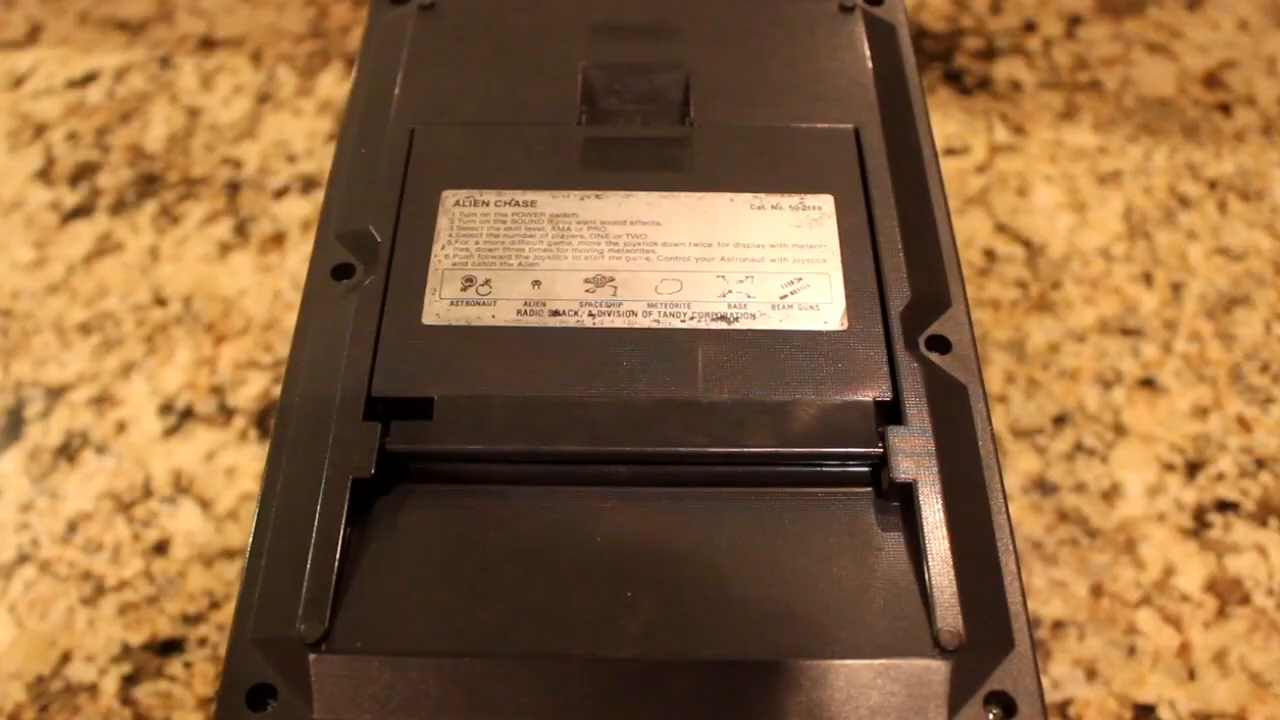 ALIEN CHASE
Cat. No. 60-
1. Turn on the POWER switch.
2. Turn on the SOUND if you want sound effects.
3. Select the skill level, AMA or PRO.
4. Select the number of players, ONE or TWO.
5. For a more difficult game, move the joystick down twice for display with meteor-
ites, down three times for moving meteorites.
6. Push forward the joystick to start the game. Control your Astronaut with joystick
and catch the Alien
ASTRONAUT ALIEN SPACESHIP METEORITE BASE BEAM GUNS
RADIO SHACK, A DIVISION OF TANDY CORPORATION